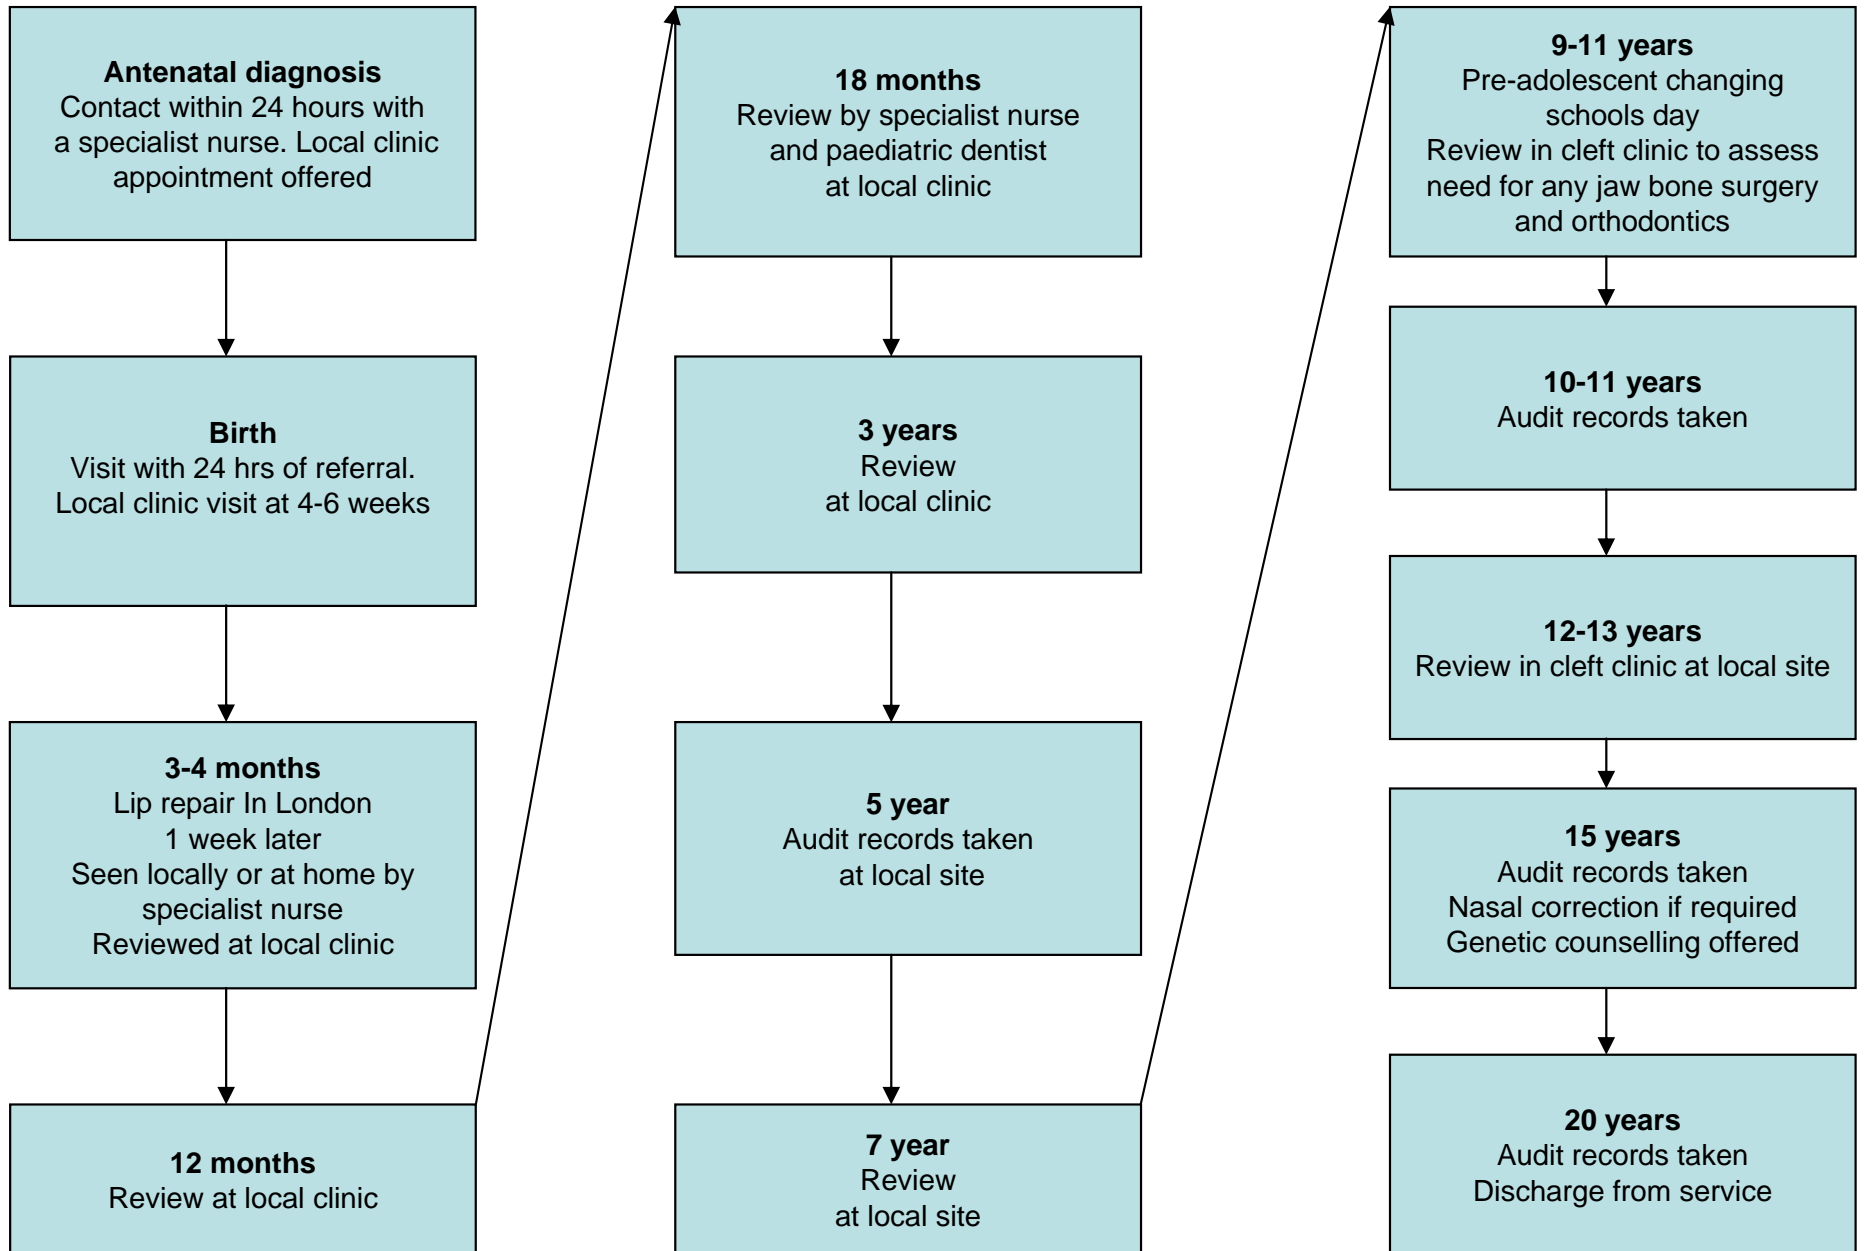 Antenatal diagnosis
Contact within 24 hours with
a specialist nurse. Local clinic
appointment offered
Birth
Visit with 24 hrs of referral.
Local clinic visit at 4-6 weeks
3-4 months
Lip repair In London
1 week later
Seen locally or at home by
specialist nurse
Reviewed at local clinic
12 months
Review at local clinic
18 months
Review by specialist nurse
and paediatric dentist
at local clinic
3 years
Review
at local clinic
5 year
Audit records taken
at local site
7 year
Review
at local site
9-11 years
Pre-adolescent changing
schools day
Review in cleft clinic to assess
need for any jaw bone surgery
and orthodontics
10-11 years
Audit records taken
12-13 years
Review in cleft clinic at local site
15 years
Audit records taken
Nasal correction if required
Genetic counselling offered
20 years
Audit records taken
Discharge from service